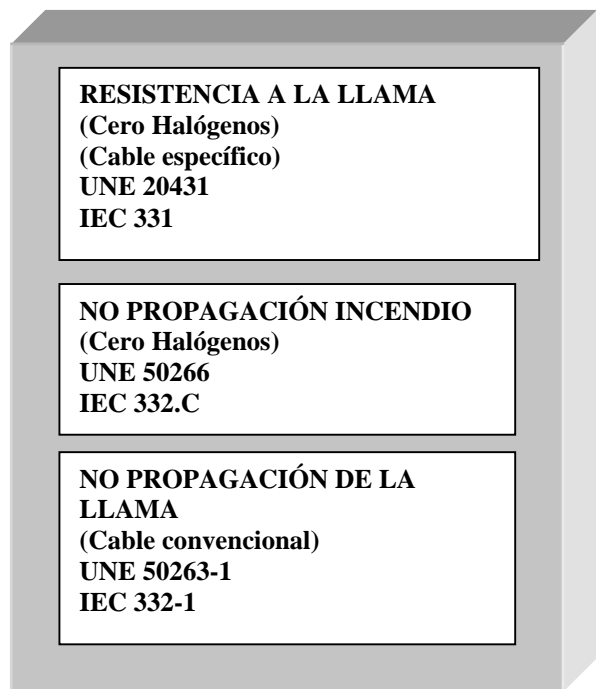 RESISTENCIA A LA LLAMA
(Cero Halógenos)
(Cable específico)
UNE 20431
IEC 331
NO PROPAGACIÓN INCENDIO
(Cero Halógenos)
UNE 50266
IEC 332.C
NO PROPAGACIÓN DE LA
LLAMA
(Cable convencional)
UNE 50263-1
IEC 332-1